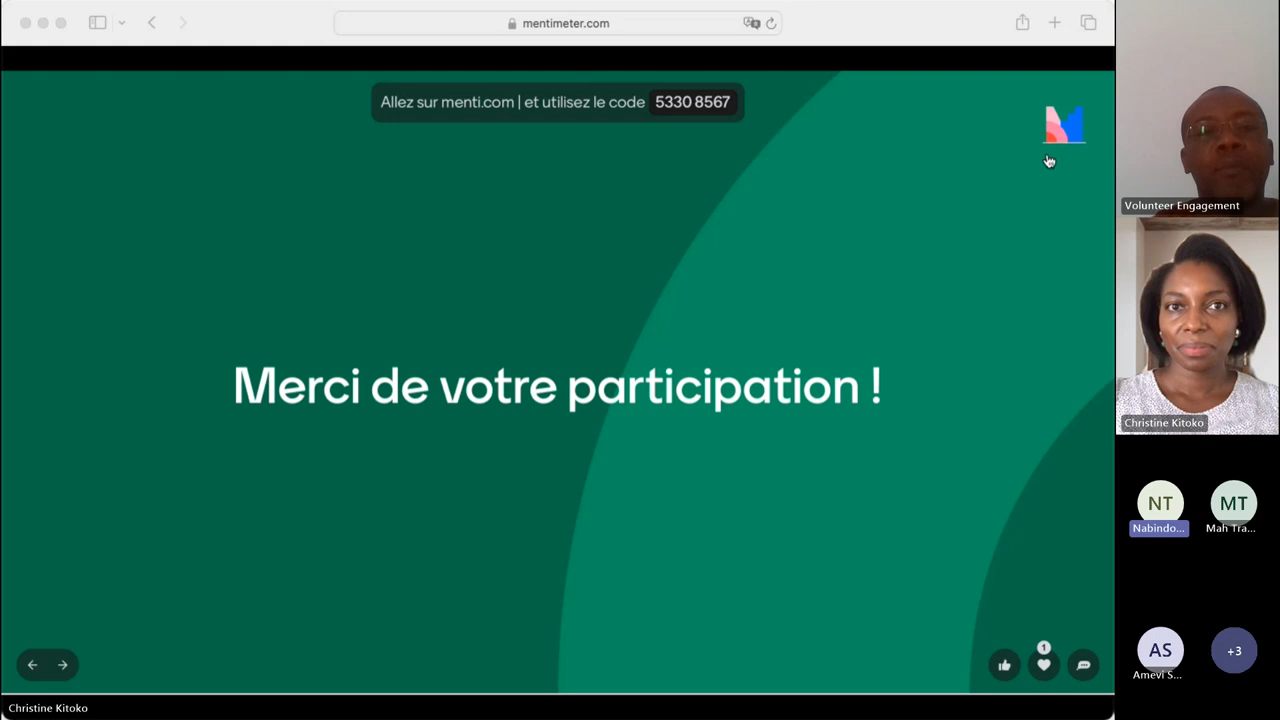 mentimeter.com
Allez sur menti.com | et utilisez le code 5330 8567
Merci de votre participation !
1
Christine Kitoko
Volunteer Engagement
Christine Kitoko
NT
Nabindo...
MT
Mah Tra...
AS
Amevi S...
+3